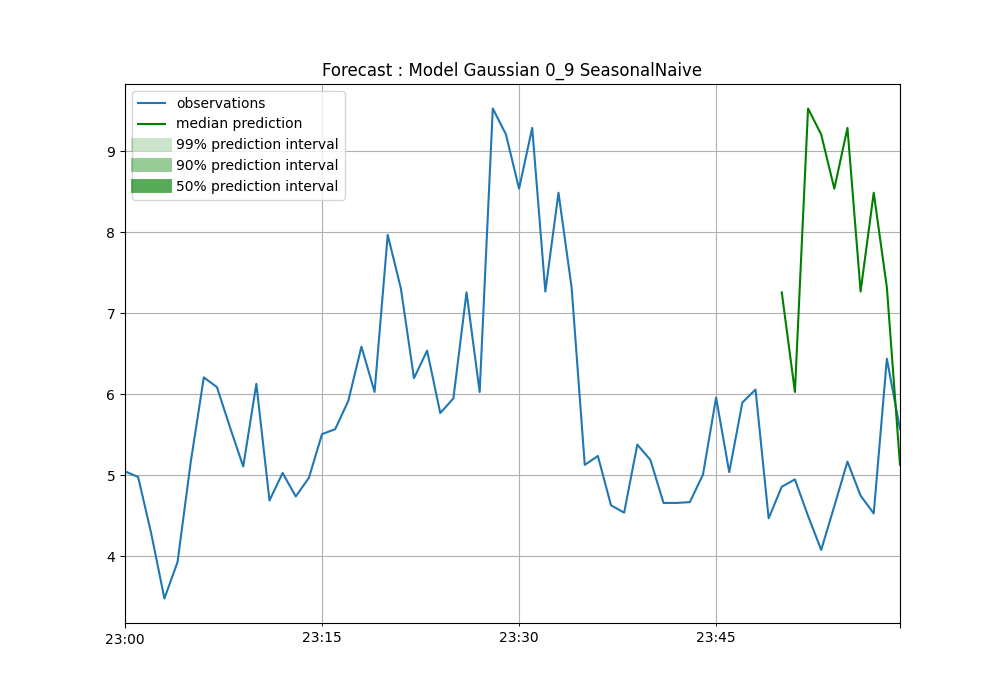 Forecast : Model Gaussian 0_9 SeasonalNaive
observations
median prediction
99% prediction interval
90% prediction interval
50% prediction interval
9
8
7
6
5
4
23:00
23:15
23:30
23:45